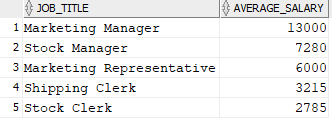 JOB_TITLE AVERAGE_SALARY
1 Marketing Manager 13000
2 Stock Manager 7280
3 Marketing Representative 6000
4 Shipping Clerk 3215
5 Stock Clerk 2785